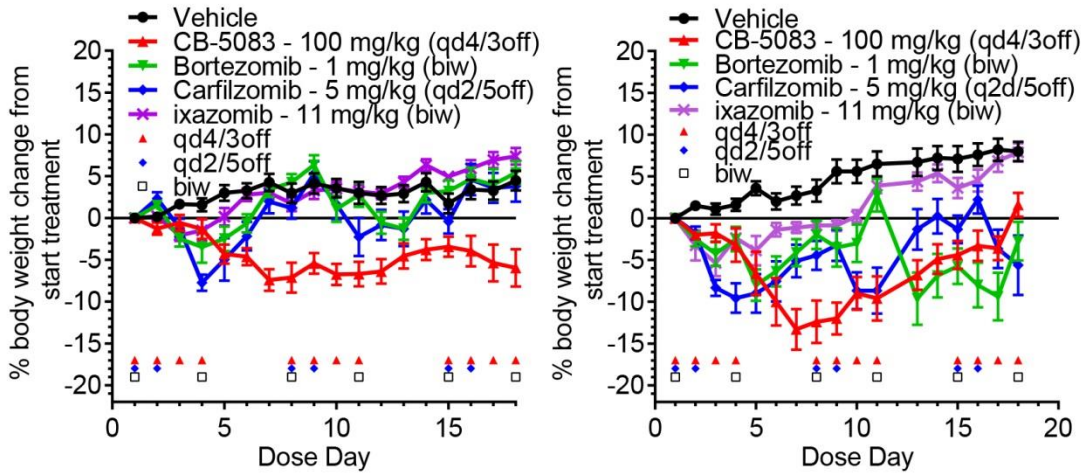 Vehicle
CB-5083 - 100 mg/kg (qd4/3off)
Bortezomib - 1 mg/kg (biw)
Carfilzomib - 5 mg/kg (qd2/5off)
ixazomib - 11 mg/kg (biw)
qd4/3off
qd2/5off
biw
% body weight change from
start treatment
20
15
10
5
0
-5
-10
-15
-20
0
5
10
15
Dose Day
Vehicle
CB-5083 - 100 mg/kg (qd4/3off)
Bortezomib - 1 mg/kg (biw)
Carfilzomib - 5 mg/kg (q2d/5off)
ixazomib - 11 mg/kg (biw)
qd4/3off
qd2/5off
biw
% body weight change from
start treatment
20
15
10
5
0
-5
-10
-15
-20
0
5
10
15
20
Dose Day